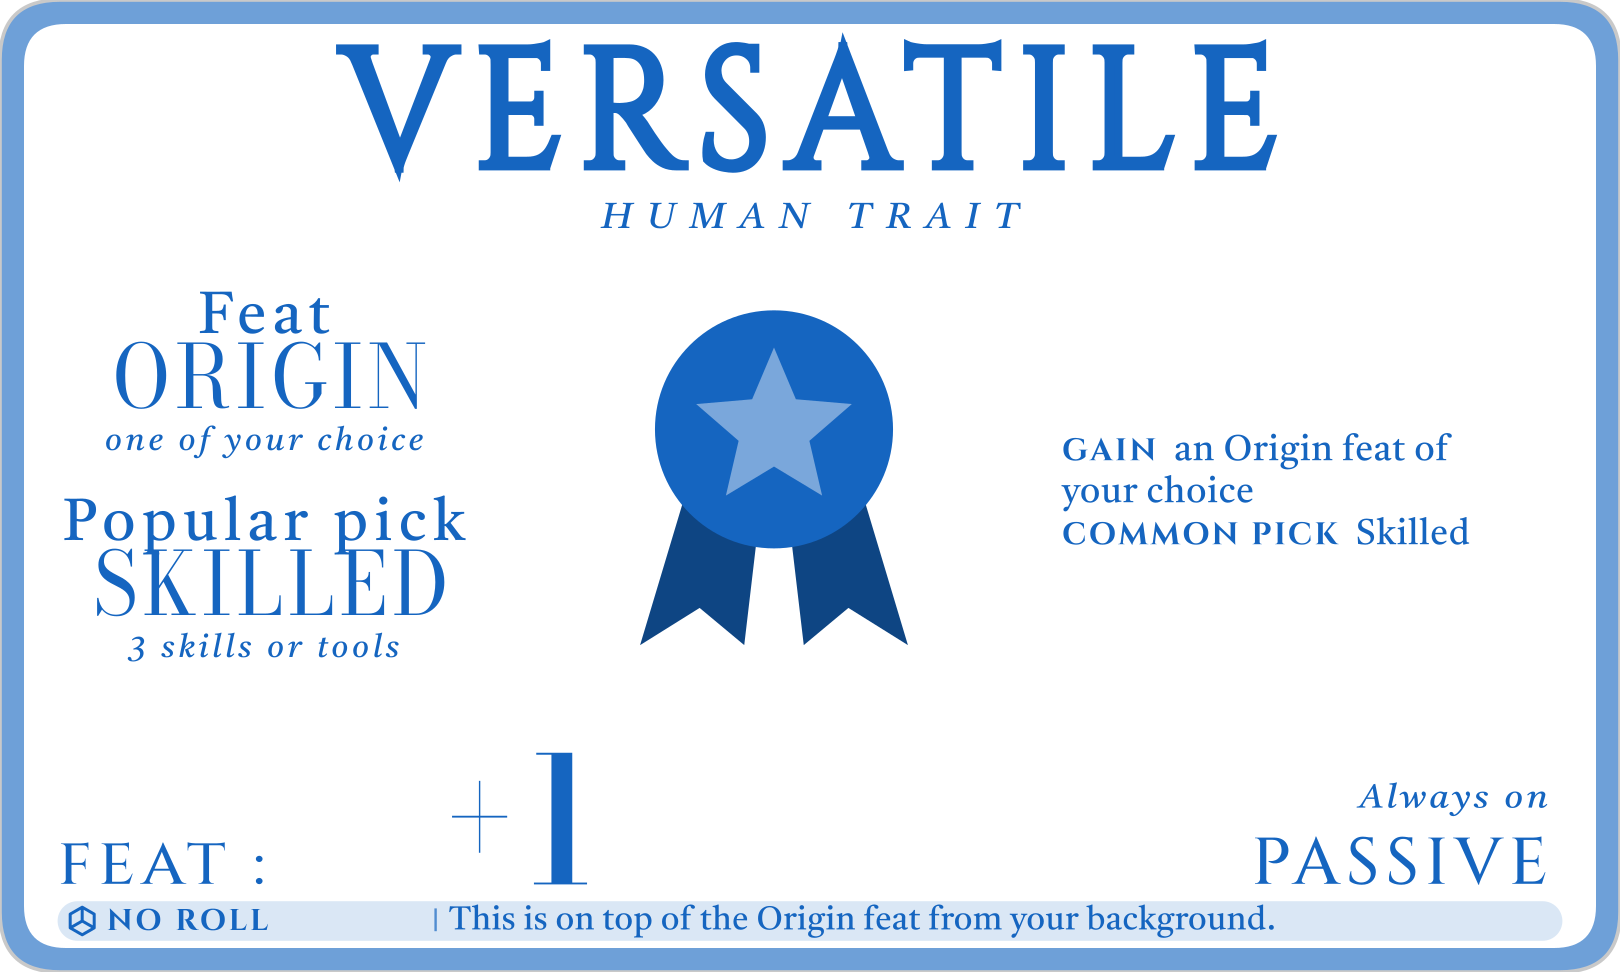 VERSATILE
HUMAN TRAIT
Feat
ORIGIN
one of your choice
Popular pick
SKILLED
3 skills or tools
GAIN an Origin feat of
your choice
COMMON PICK Skilled
FEAT : +1
Always on
PASSIVE
NO ROLL | This is on top of the Origin feat from your background.